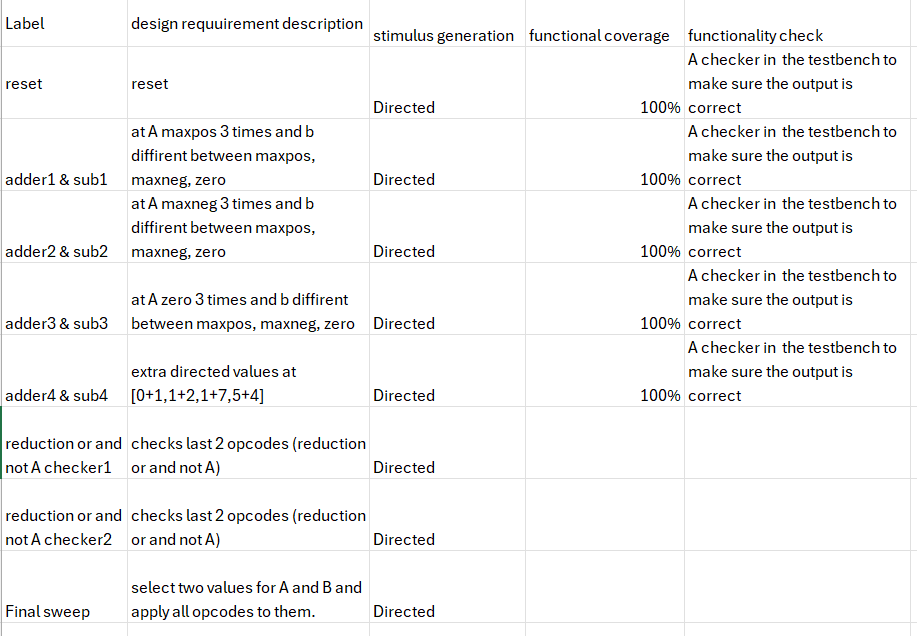 Label
design requuirement description
stimulus generation
functional coverage
functionality check
reset
reset
Directed
100%
A checker in the testbench to
make sure the output is
correct
adder1 & sub1
at A maxpos 3 times and b
diffirent between maxpos,
maxneg, zero
Directed
100%
A checker in the testbench to
make sure the output is
correct
adder2 & sub2
at A maxneg 3 times and b
diffirent between maxpos,
maxneg, zero
Directed
100%
A checker in the testbench to
make sure the output is
correct
adder3 & sub3
at A zero 3 times and b diffirent
between maxpos, maxneg, zero
Directed
100%
A checker in the testbench to
make sure the output is
correct
adder4 & sub4
extra directed values at
[0+1,1+2,1+7,5+4]
Directed
100%
A checker in the testbench to
make sure the output is
correct
reduction or and
not A checker1
checks last 2 opcodes (reduction
or and not A)
Directed
reduction or and
not A checker2
checks last 2 opcodes (reduction
or and not A)
Directed
Final sweep
select two values for A and B and
apply all opcodes to them.
Directed